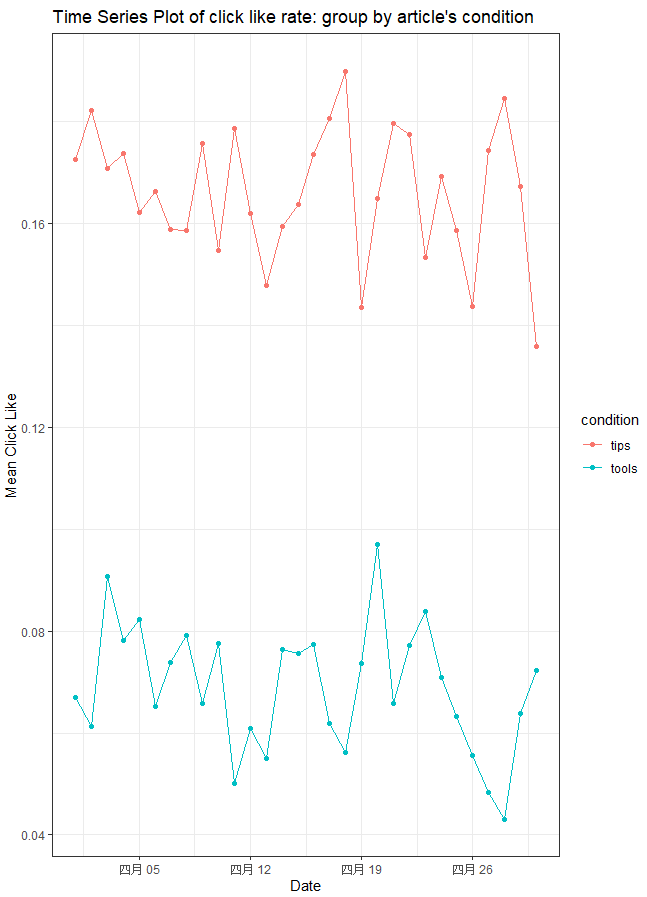 Time Series Plot of click like rate: group by article's condition
Mean Click Like
0.16
0.12
0.08
0.04
四月 05
四月 12
四月 19
四月 26
Date
condition
tips
tools